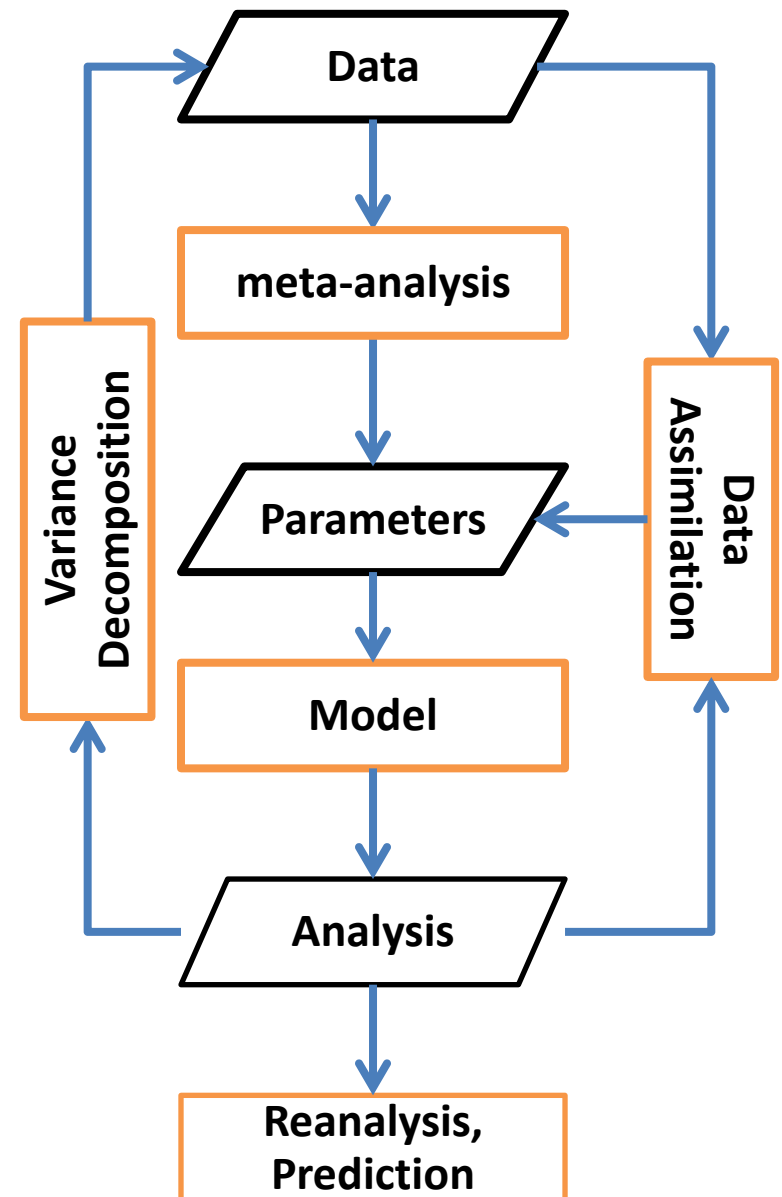 Data
meta-analysis
Variance
Decomposition
Data
Assimilation
Parameters
Model
Analysis
Reanalysis,
Prediction